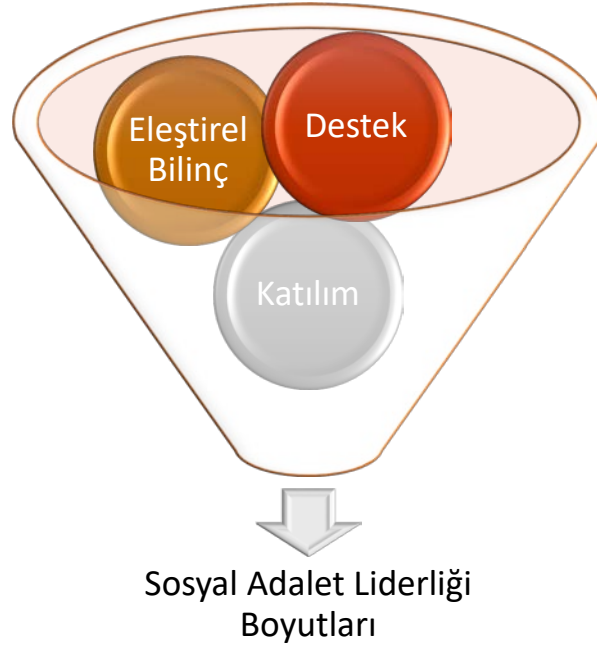 Eleştirel
Bilinç
Destek
Katılım
Sosyal Adalet Liderliği
Boyutları